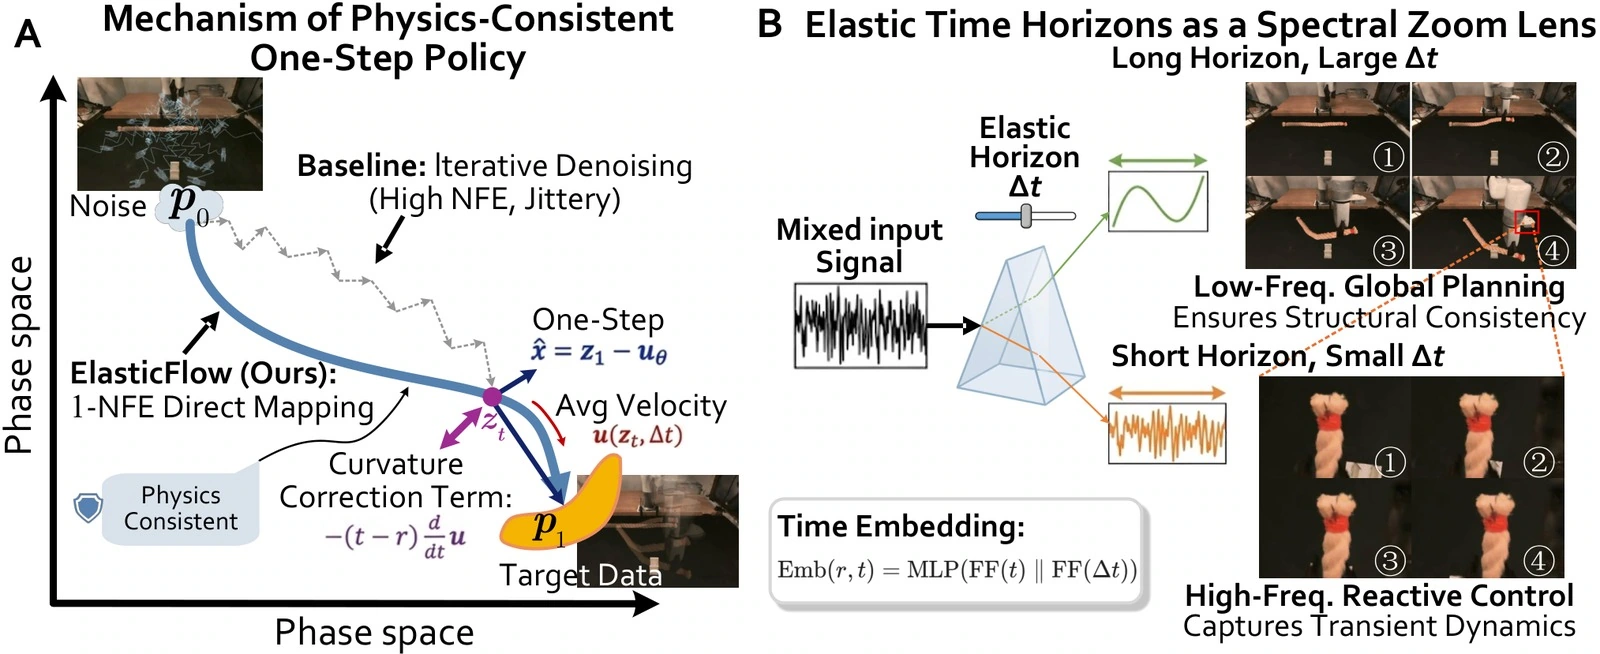 A
Mechanism of Physics-Consistent
One-Step Policy
Phase space
Noise
p0
Baseline: Iterative Denoising
(High NFE, Jittery)
ElasticFlow (Ours):
1-NFE Direct Mapping
One-Step
x̂ = z₁ − u_θ
z_t
Avg Velocity
u(z_t, Δt)
Curvature
Correction Term:
−(t − r) d/dt u
Physics
Consistent
p₁
Target Data
Phase space
B
Elastic Time Horizons as a Spectral Zoom Lens
Long Horizon, Large Δt
Elastic
Horizon
Δt
Mixed input
Signal
① ②
③ ④
Low-Freq. Global Planning
Ensures Structural Consistency
Short Horizon, Small Δt
① ②
③ ④
High-Freq. Reactive Control
Captures Transient Dynamics
Time Embedding:
Emb(r, t) = MLP(FF(t) ∥ FF(Δt))